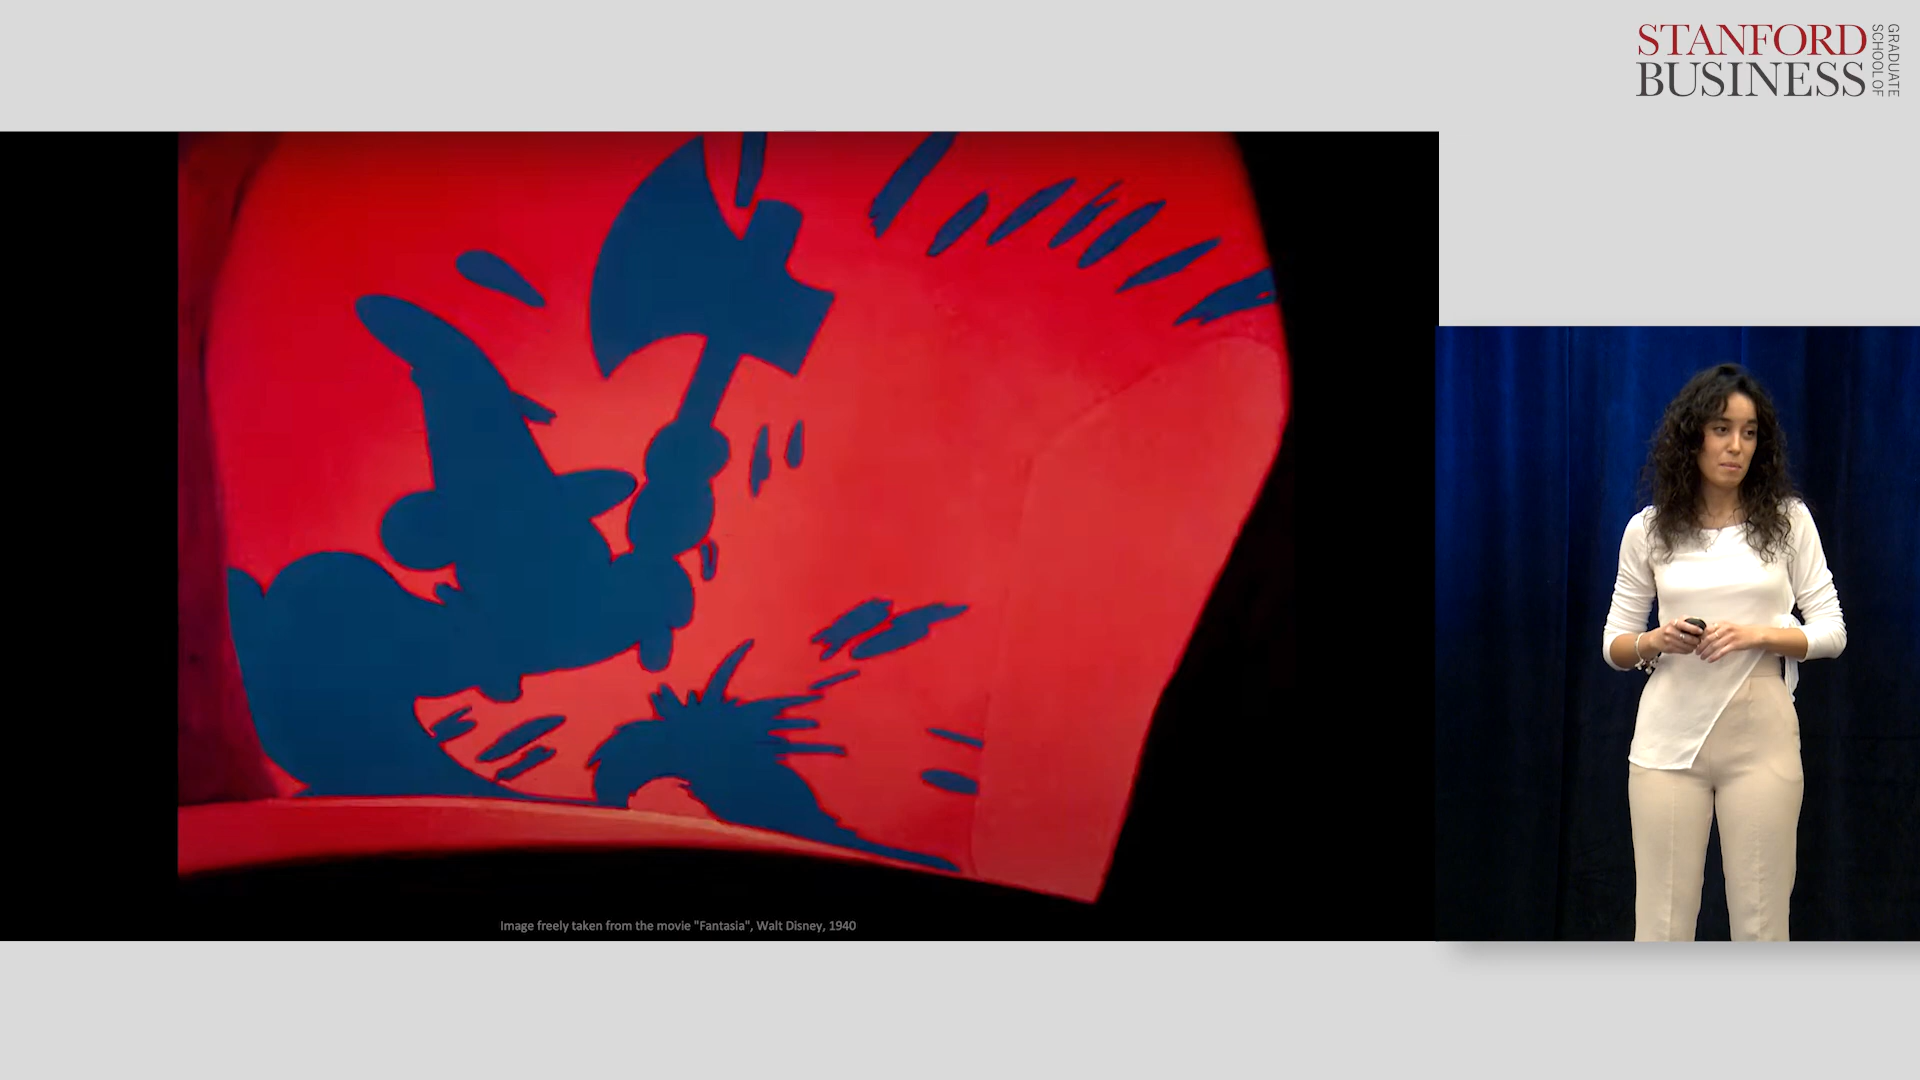 STANFORD
BUSINESS
GRADUATE
SCHOOL OF
Image freely taken from the movie "Fantasia", Walt Disney, 1940